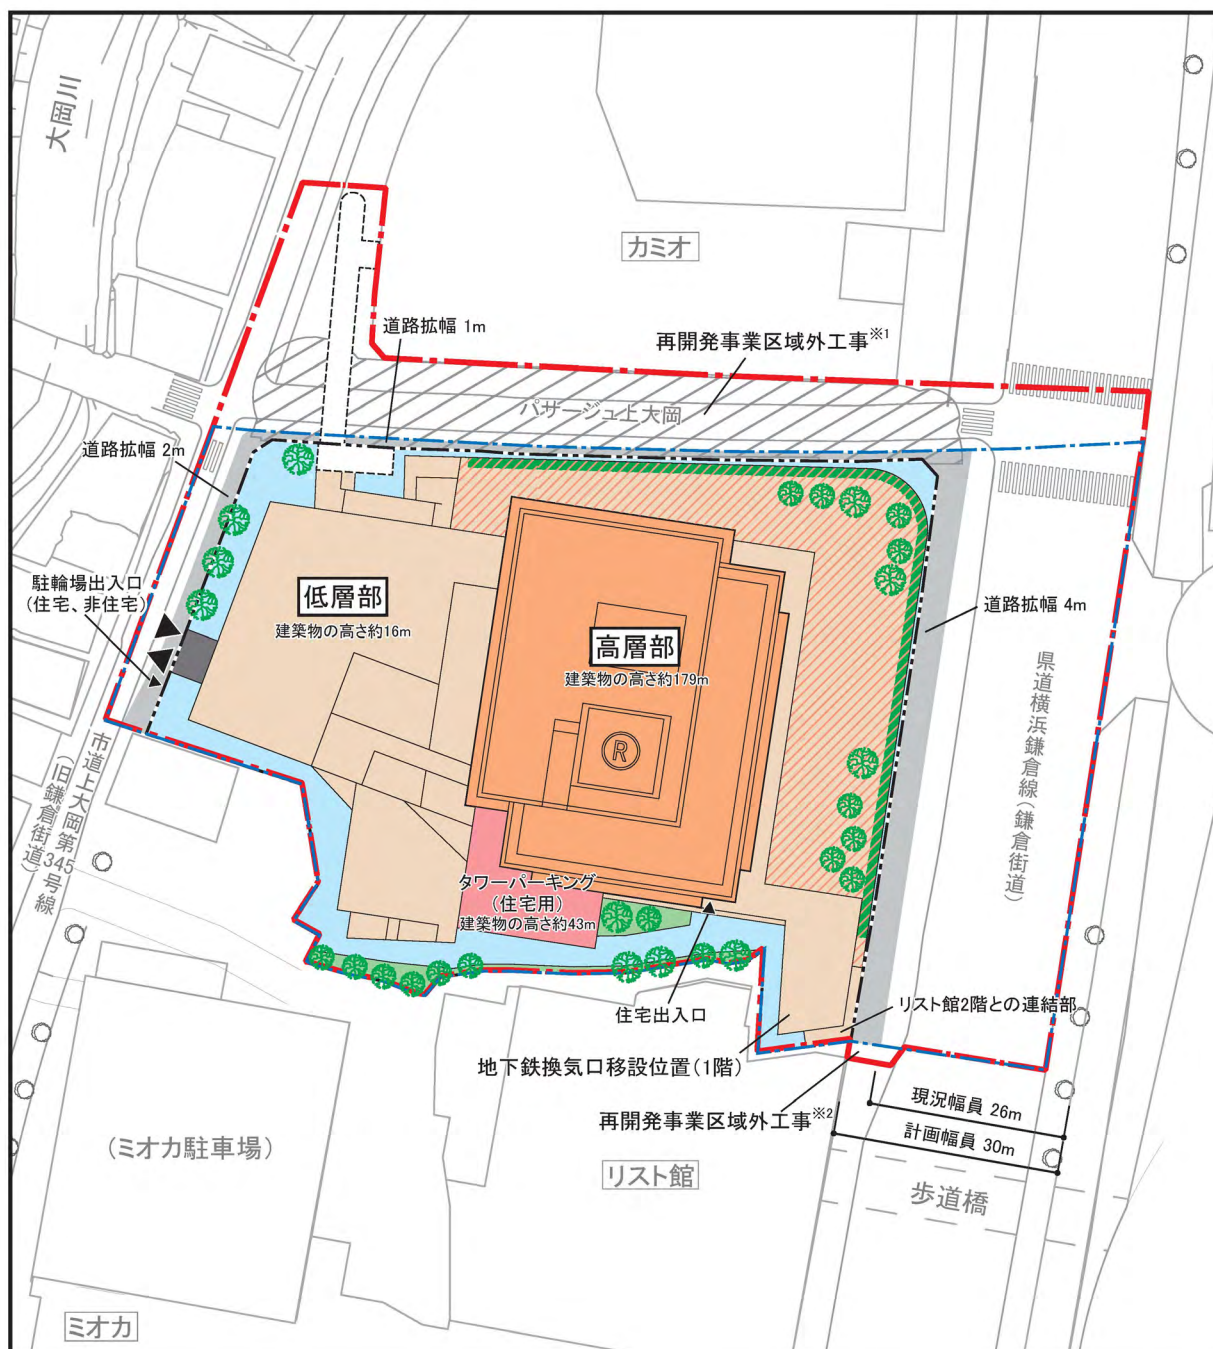 大岡川
カミオ
道路拡幅 1m
再開発事業区域外工事※1
パサージュ上大岡
道路拡幅 2m
駐輪場出入口
(住宅、非住宅)
低層部
建築物の高さ約16m
高層部
建築物の高さ約179m
R
道路拡幅 4m
県道横浜鎌倉線(鎌倉街道)
市道上大岡第345号線
(旧鎌倉街道)
タワーパーキング
(住宅用)
建築物の高さ約43m
住宅出入口
リスト館2階との連結部
地下鉄換気口移設位置(1階)
再開発事業区域外工事※2
現況幅員 26m
計画幅員 30m
(ミオカ駐車場)
リスト館
歩道橋
ミオカ